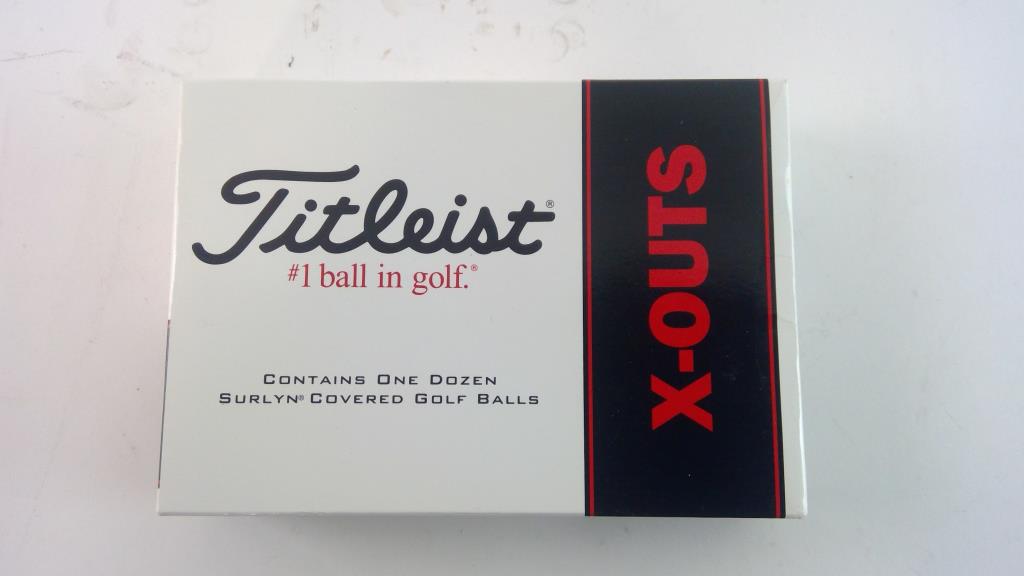 Titleist®
#1 ball in golf.®
CONTAINS ONE DOZEN
SURLYN® COVERED GOLF BALLS
X-OUTS